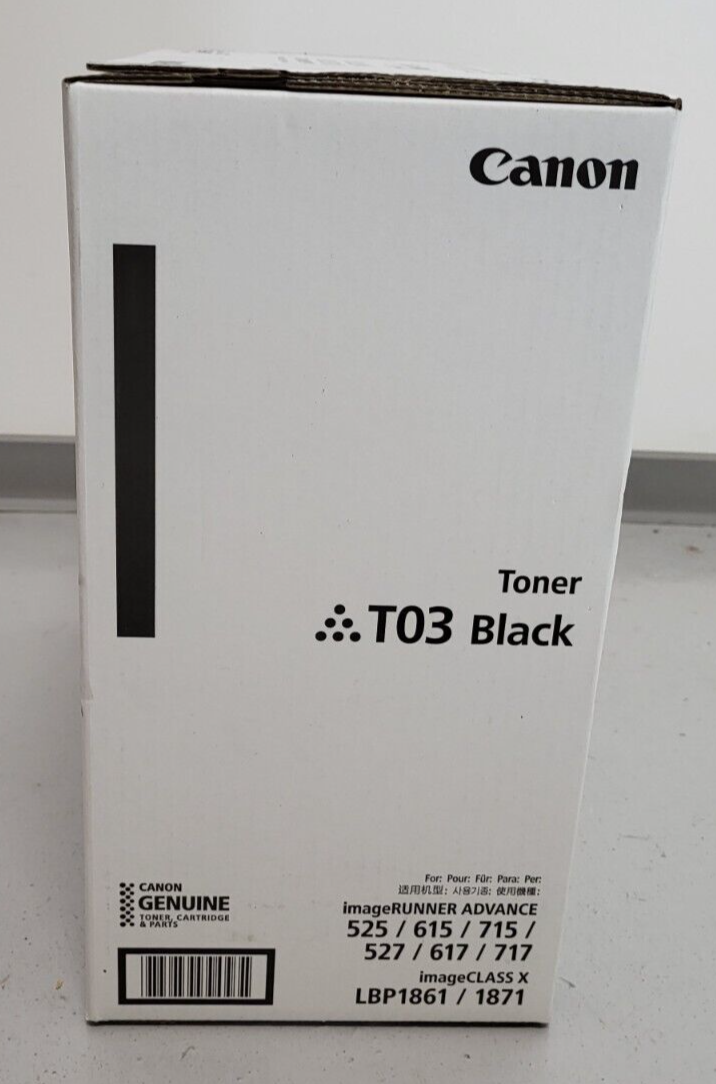 Canon
Toner
T03 Black
CANON
GENUINE
TONER, CARTRIDGE
& PARTS
For: Pour: Für: Para: Per:
适用机型: 사용기종: 使用機種:
imageRUNNER ADVANCE
525 / 615 / 715 /
527 / 617 / 717
imageCLASS X
LBP1861 / 1871